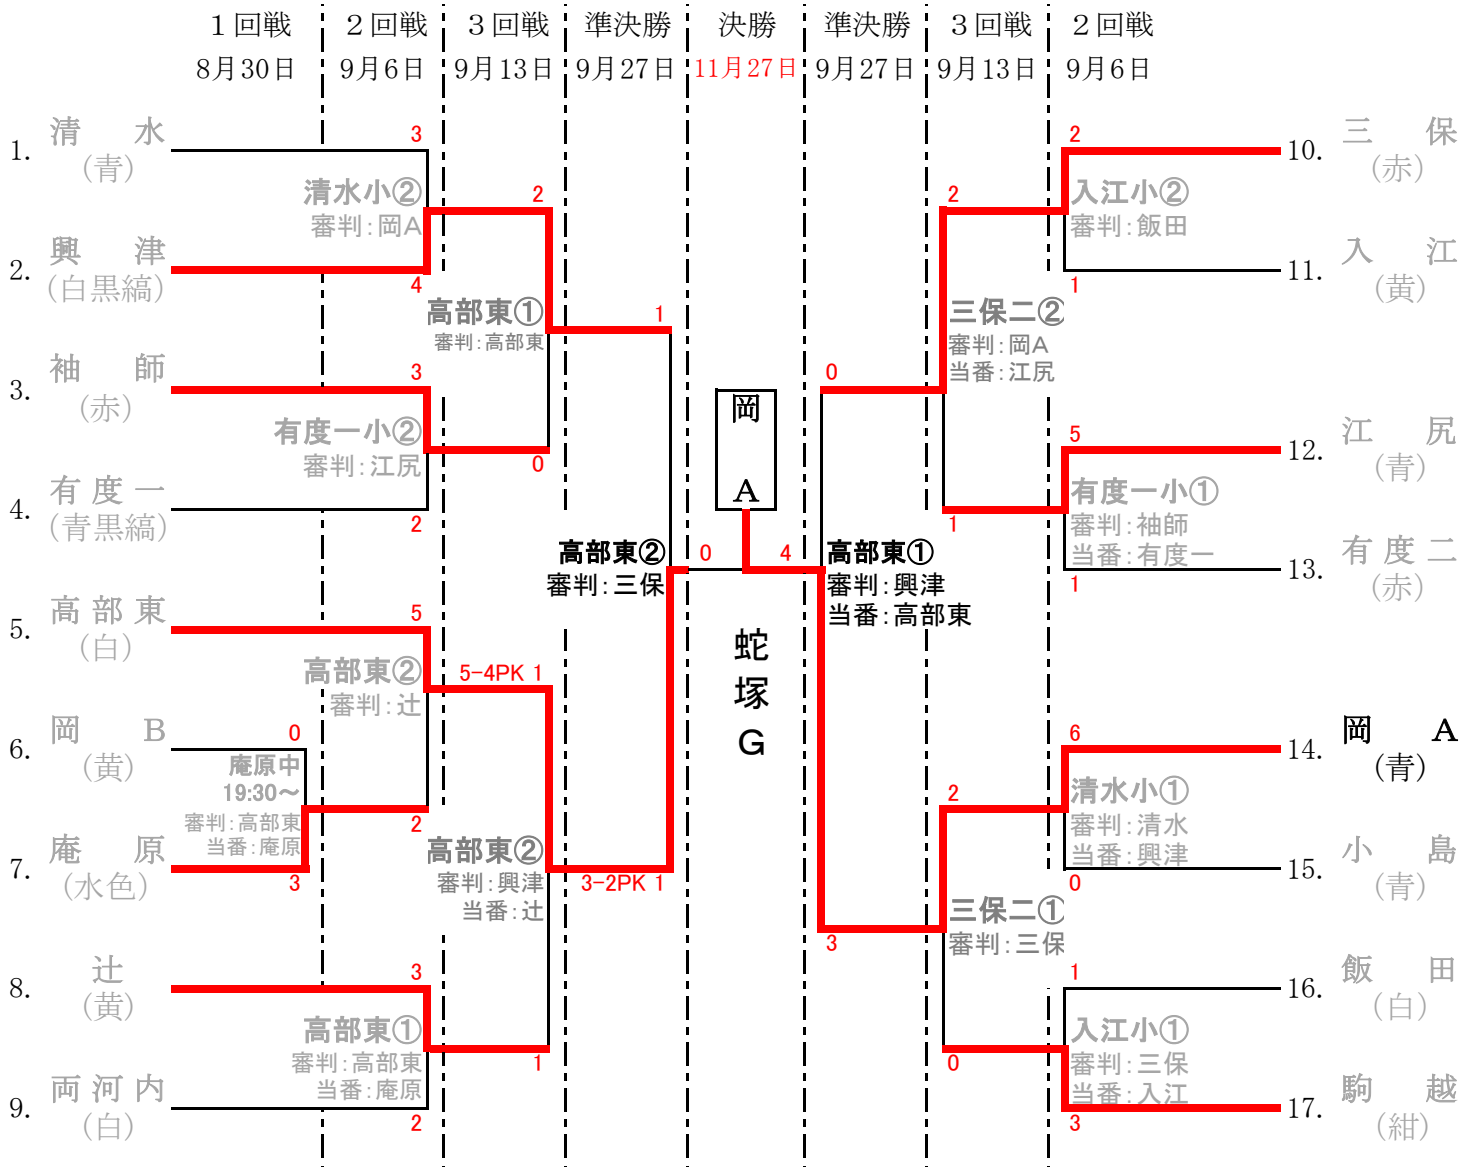 １回戦 ２回戦 ３回戦 準決勝 決勝 準決勝 ３回戦 ２回戦
8月30日 9月6日 9月13日 9月27日 11月27日 9月27日 9月13日 9月6日
1. 清 水
(青)
3
清水小②
審判：岡A
2. 興 津
(白黒縞)
4
2
高部東①
審判：高部東
3. 袖 師
(赤)
3
有度一小②
審判：江尻
4. 有度一
(青黒縞)
2
0
1
高部東②
審判：三保
5. 高部東
(白)
5
高部東②
審判：辻
6. 岡 B
(黄)
0
庵原中
19:30～
審判：高部東
当番：庵原
7. 庵 原
(水色)
3
2
5-4PK 1
高部東②
審判：興津
当番：辻
3-2PK 1
8. 辻
(黄)
3
高部東①
審判：高部東
当番：庵原
9. 両河内
(白)
2
1
岡 A
0 4
蛇塚G
高部東①
審判：興津
当番：高部東
0
3
2
三保二②
審判：岡A
当番：江尻
1
2
三保二①
審判：三保
0
2
10. 三 保
(赤)
入江小②
審判：飯田
11. 入 江
(黄)
1
5
12. 江 尻
(青)
有度一小①
審判：袖師
当番：有度一
13. 有度二
(赤)
1
6
14. 岡 A
(青)
清水小①
審判：清水
当番：興津
15. 小 島
(青)
0
1
16. 飯 田
(白)
入江小①
審判：三保
当番：入江
17. 駒 越
(紺)
3